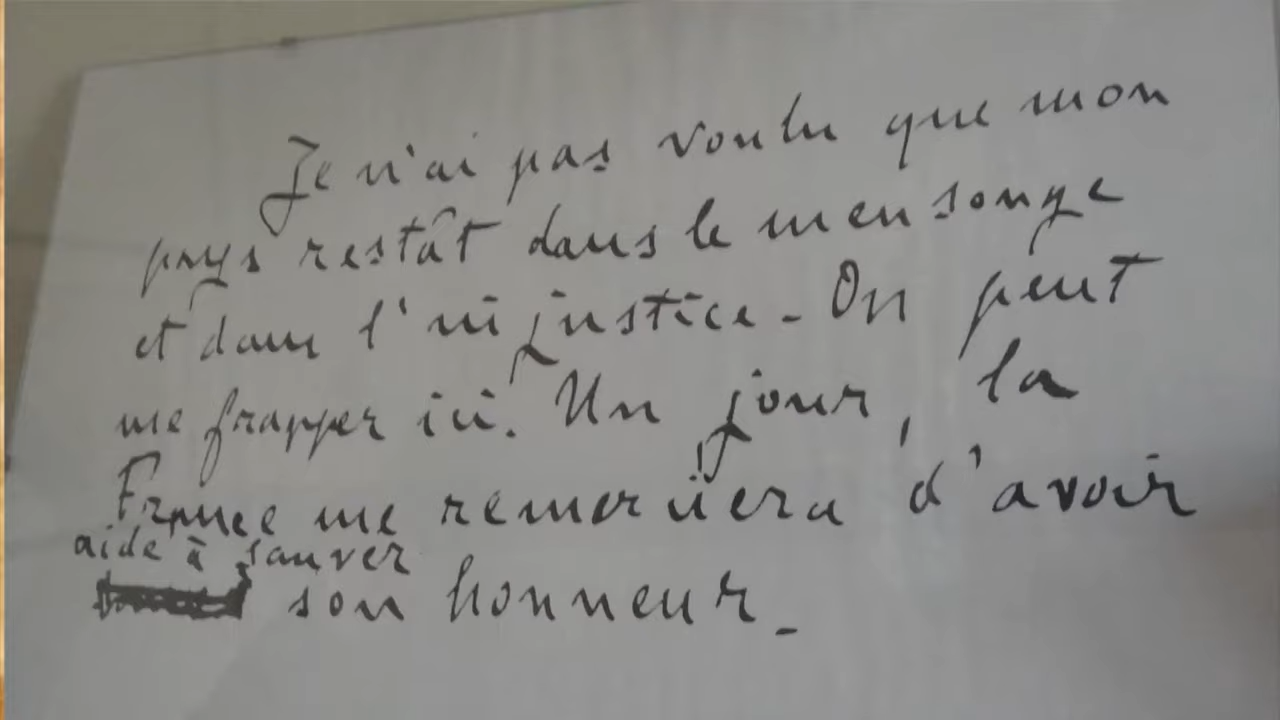 Je n'ai pas voulu que mon
pays restât dans le mensonge
et dans l'injustice - On peut
me frapper ici. Un jour, la
France me remerciera d'avoir
aidé à sauver
son honneur -